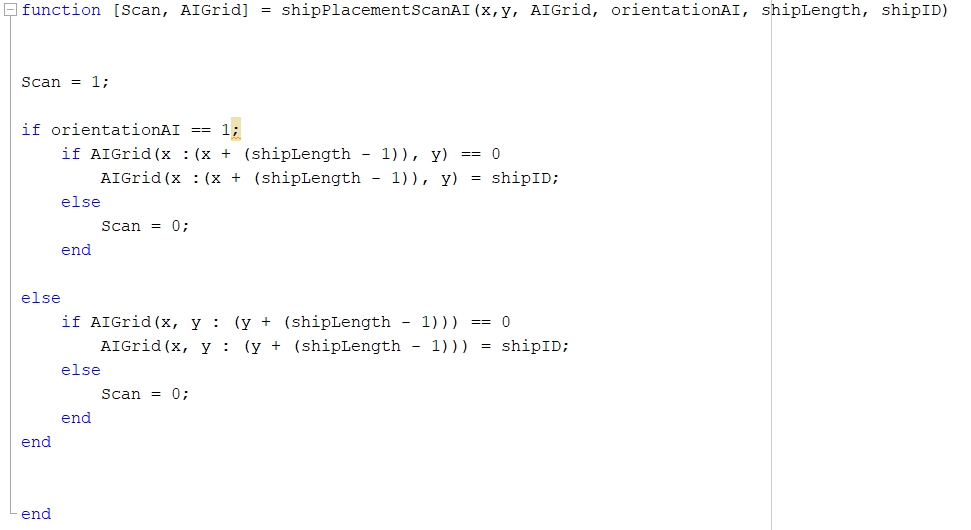 function [Scan, AIGrid] = shipPlacementScanAI(x,y, AIGrid, orientationAI, shipLength, shipID)
Scan = 1;
if orientationAI == 1;
if AIGrid(x :(x + (shipLength - 1)), y) == 0
AIGrid(x :(x + (shipLength - 1)), y) = shipID;
else
Scan = 0;
end
else
if AIGrid(x, y : (y + (shipLength - 1))) == 0
AIGrid(x, y : (y + (shipLength - 1))) = shipID;
else
Scan = 0;
end
end
end